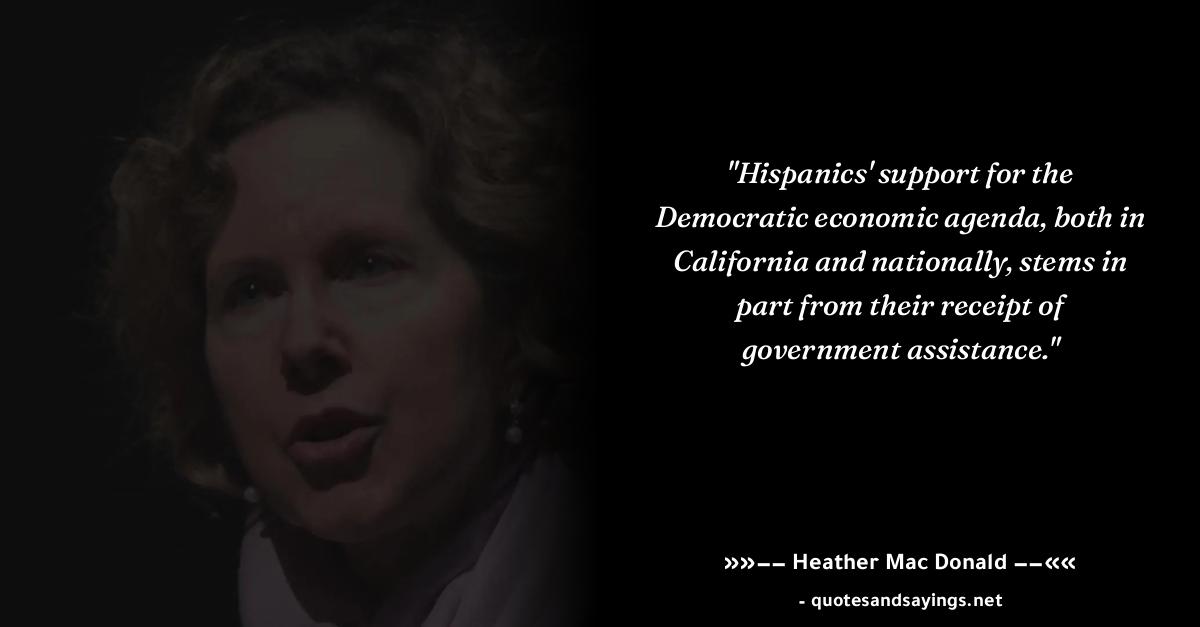 "Hispanics' support for the
Democratic economic agenda, both in
California and nationally, stems in
part from their receipt of
government assistance."
»»−− Heather Mac Donald −−««
- quotesandsayings.net